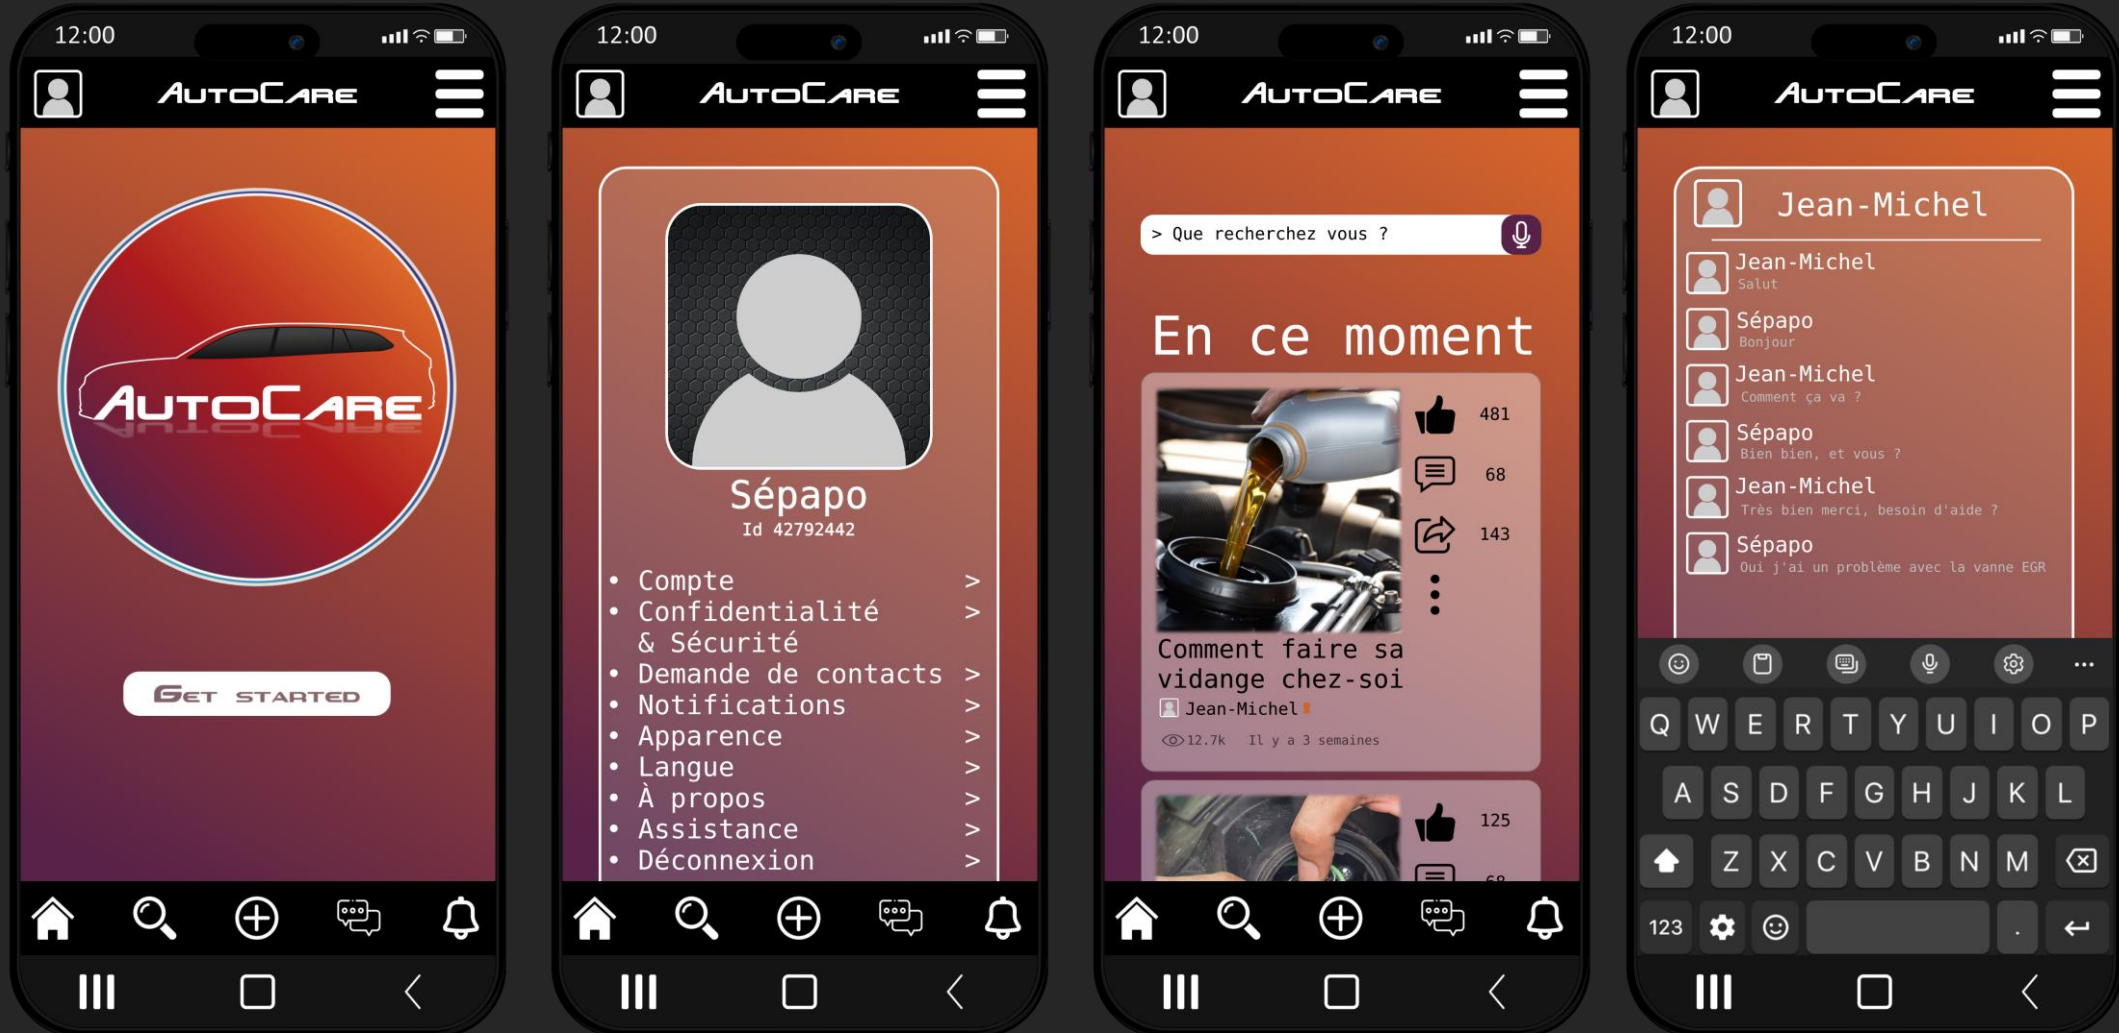 12:00
AutoCare
AutoCare
Get started
12:00
AutoCare
Sépapo
Id 42792442
• Compte >
• Confidentialité >
& Sécurité
• Demande de contacts >
• Notifications >
• Apparence >
• Langue >
• À propos >
• Assistance >
• Déconnexion >
12:00
AutoCare
> Que recherchez vous ?
En ce moment
481
68
143
Comment faire sa
vidange chez-soi
Jean-Michel
12.7k Il y a 3 semaines
125
68
12:00
AutoCare
Jean-Michel
Jean-Michel
Salut
Sépapo
Bonjour
Jean-Michel
Comment ça va ?
Sépapo
Bien bien, et vous ?
Jean-Michel
Très bien merci, besoin d'aide ?
Sépapo
Oui j'ai un problème avec la vanne EGR
Q W E R T Y U I O P
A S D F G H J K L
Z X C V B N M
123 .